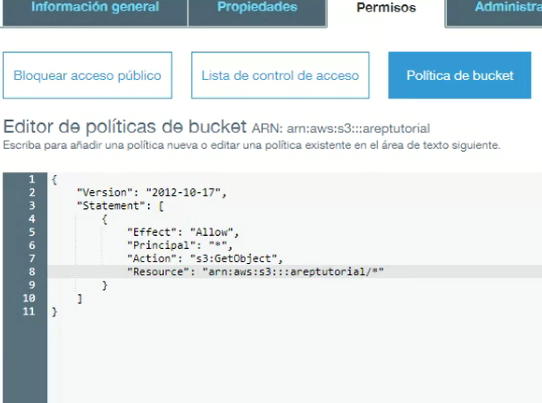 Información general Propiedades Permisos Administra
Bloquear acceso público Lista de control de acceso Política de bucket
Editor de políticas de bucket ARN: arn:aws:s3:::areptutorial
Escriba para añadir una política nueva o editar una política existente en el área de texto siguiente.
1 {
2 "Version": "2012-10-17",
3 "Statement": [
4 {
5 "Effect": "Allow",
6 "Principal": "*",
7 "Action": "s3:GetObject",
8 "Resource": "arn:aws:s3:::areptutorial/*"
9 }
10 ]
11 }